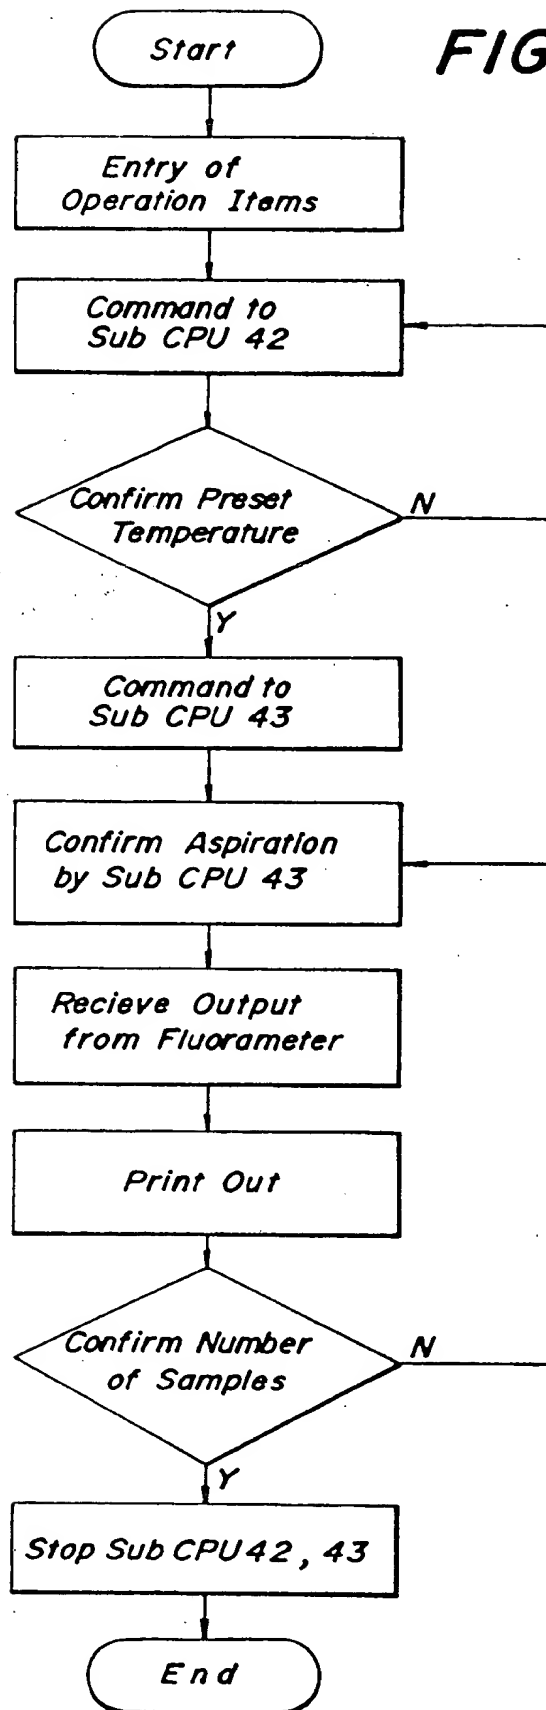 Start
FIG
Entry of
Operation Items
Command to
Sub CPU 42
Confirm Preset
Temperature
N
Y
Command to
Sub CPU 43
Confirm Aspiration
by Sub CPU 43
Recieve Output
from Fluorameter
Print Out
Confirm Number
of Samples
N
Y
Stop Sub CPU 42, 43
End